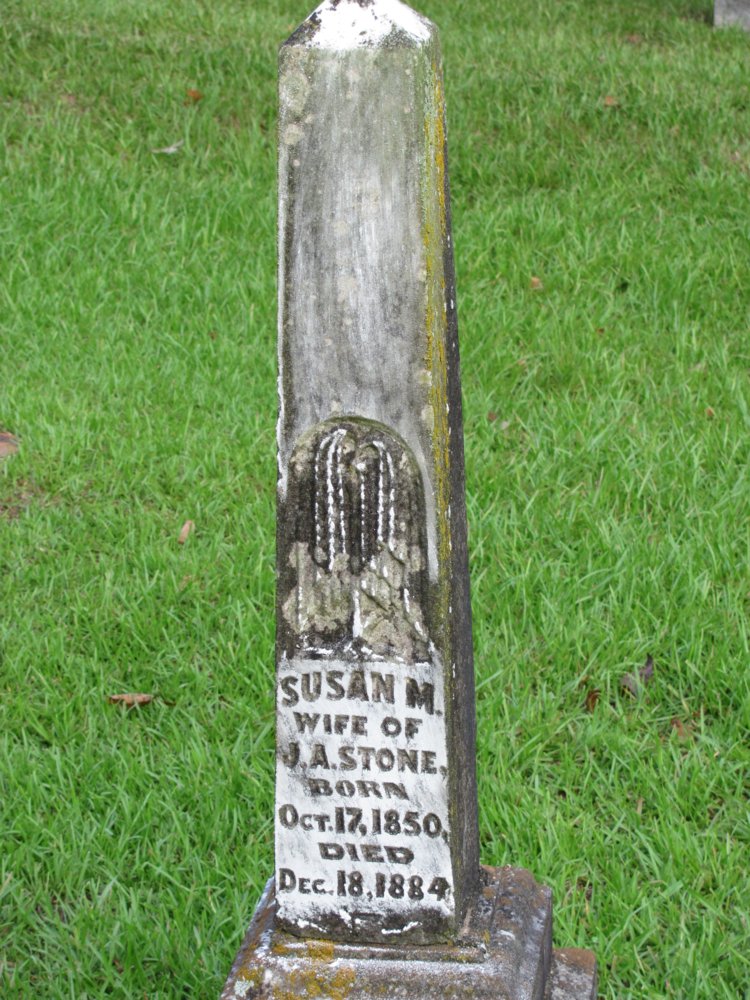 SUSAN M.
WIFE OF
J.A. STONE,
BORN
OCT. 17, 1850,
DIED
DEC. 18, 1884.